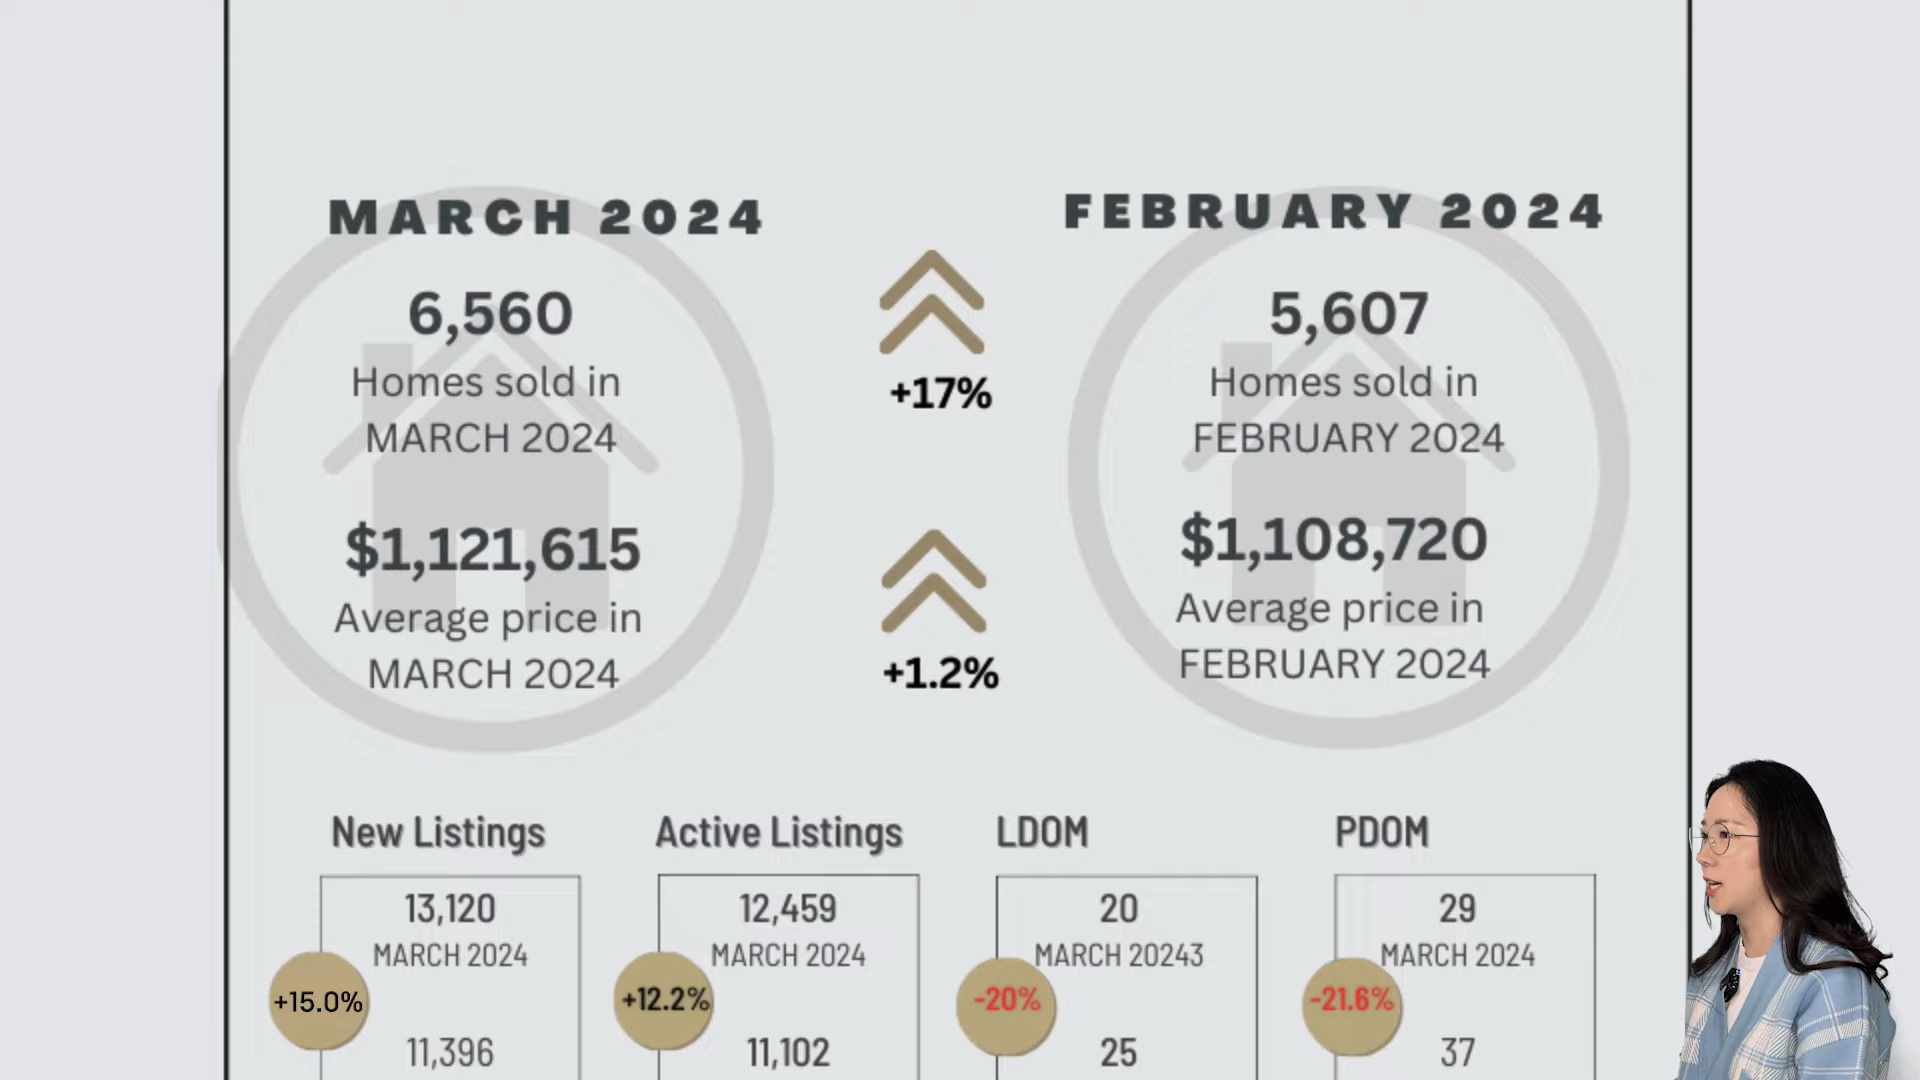 MARCH 2024
6,560
Homes sold in
MARCH 2024
$1,121,615
Average price in
MARCH 2024
+17%
+1.2%
FEBRUARY 2024
5,607
Homes sold in
FEBRUARY 2024
$1,108,720
Average price in
FEBRUARY 2024
New Listings
13,120
MARCH 2024
+15.0%
11,396
Active Listings
12,459
MARCH 2024
+12.2%
11,102
LDOM
20
MARCH 20243
-20%
25
PDOM
29
MARCH 2024
-21.6%
37